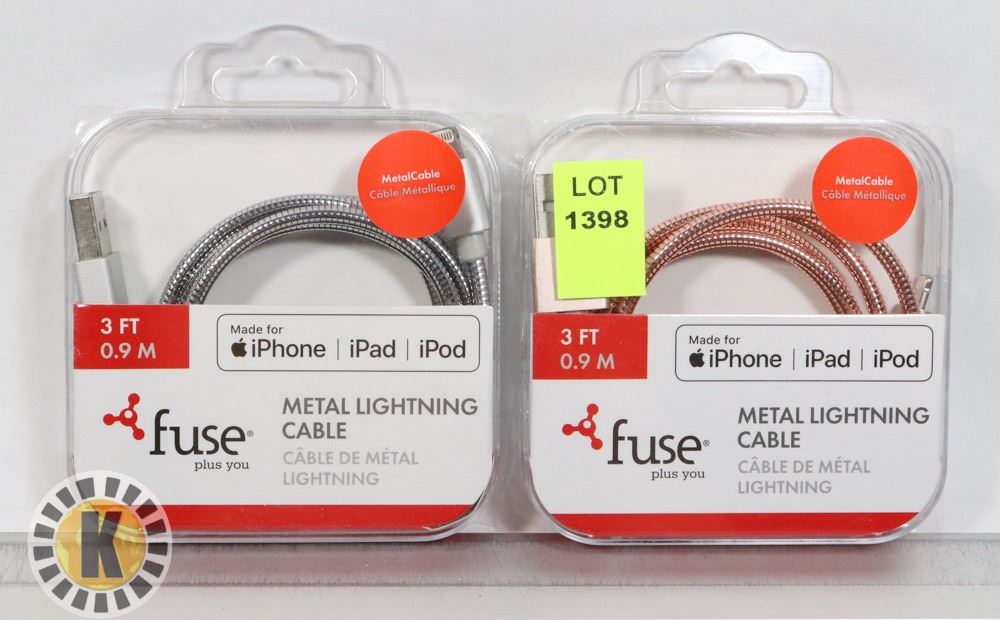 MetalCable
Câble Métallique
3 FT
0.9 M
Made for
iPhone | iPad | iPod
fuse®
plus you
METAL LIGHTNING
CABLE
CÂBLE DE MÉTAL
LIGHTNING
LOT
1398
MetalCable
Câble Métallique
3 FT
0.9 M
Made for
iPhone | iPad | iPod
fuse®
plus you
METAL LIGHTNING
CABLE
CÂBLE DE MÉTAL
LIGHTNING
K